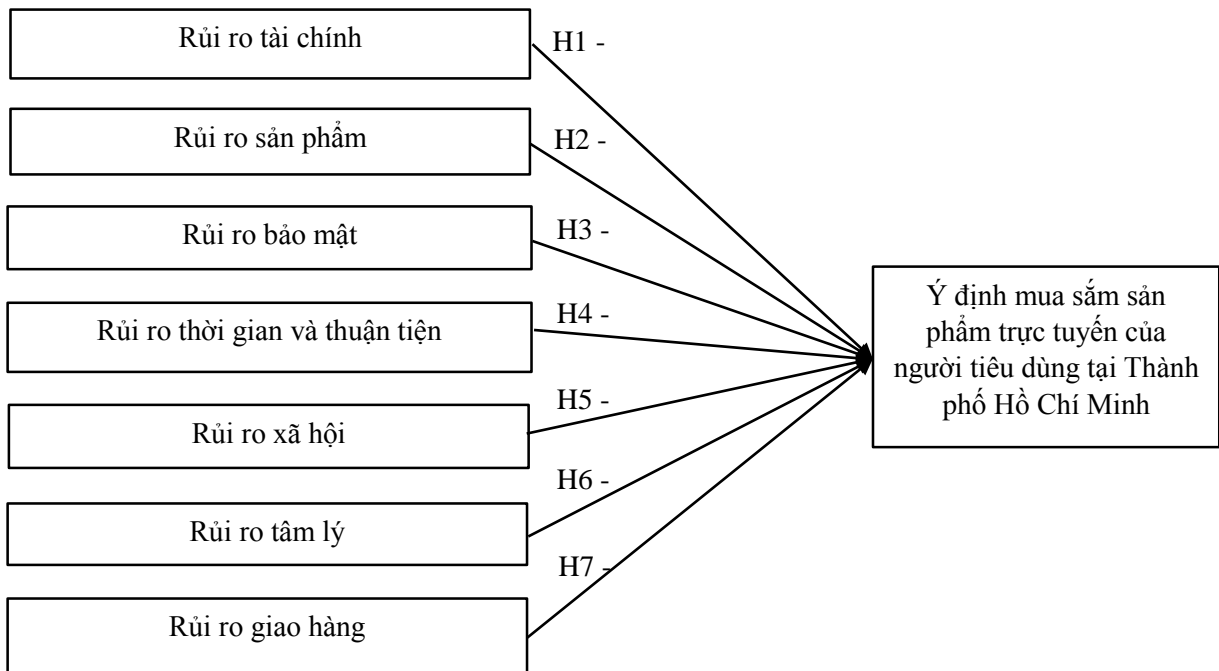 Rủi ro tài chính
H1 -
Rủi ro sản phẩm
H2 -
Rủi ro bảo mật
H3 -
Rủi ro thời gian và thuận tiện
H4 -
Rủi ro xã hội
H5 -
Rủi ro tâm lý
H6 -
Rủi ro giao hàng
H7 -
Ý định mua sắm sản
phẩm trực tuyến của
người tiêu dùng tại Thành
phố Hồ Chí Minh